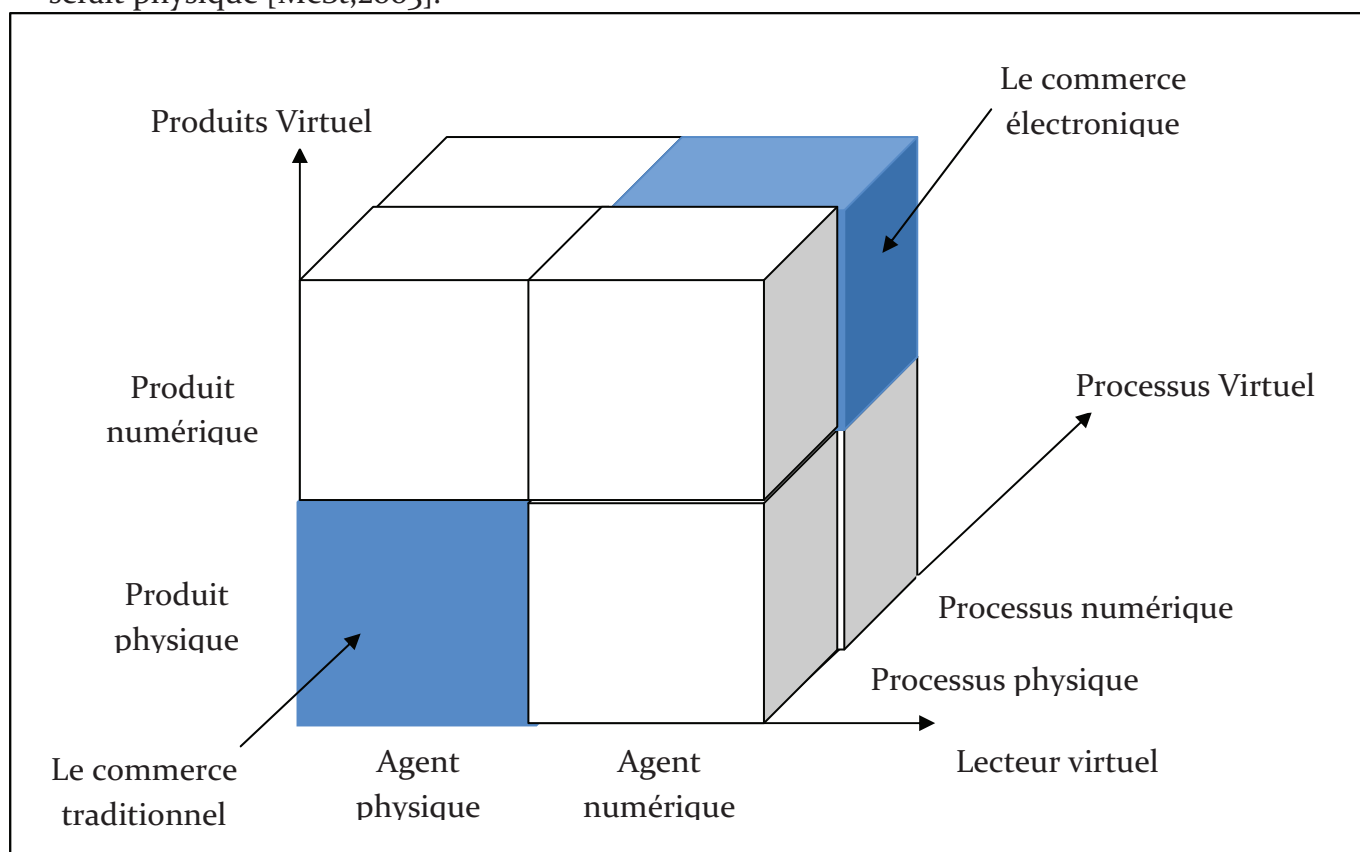 Le commerce
électronique
Produits Virtuel
Produit
numérique
Processus Virtuel
Produit
physique
Processus numérique
Processus physique
Le commerce
traditionnel
Agent
physique
Agent
numérique
Lecteur virtuel